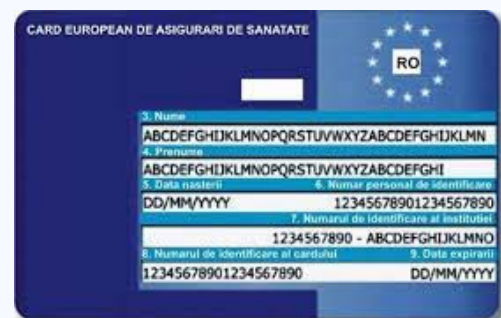 CARD EUROPEAN DE ASIGURARI DE SANATATE
RO
3. Nume
ABCDEFGHIJKLMNOPQRSTUVWXYZABCDEFGHIJKLMN
4. Prenume
ABCDEFGHIJKLMNOPQRSTUVWXYZABCDEFGHI
5. Data nasterii 6. Numar personal de identificare
DD/MM/YYYY 12345678901234567890
7. Numarul de identificare al institutiei
1234567890 - ABCDEFGHIJKLMNO
8. Numarul de identificare al cardului 9. Data expirarii
12345678901234567890 DD/MM/YYYY